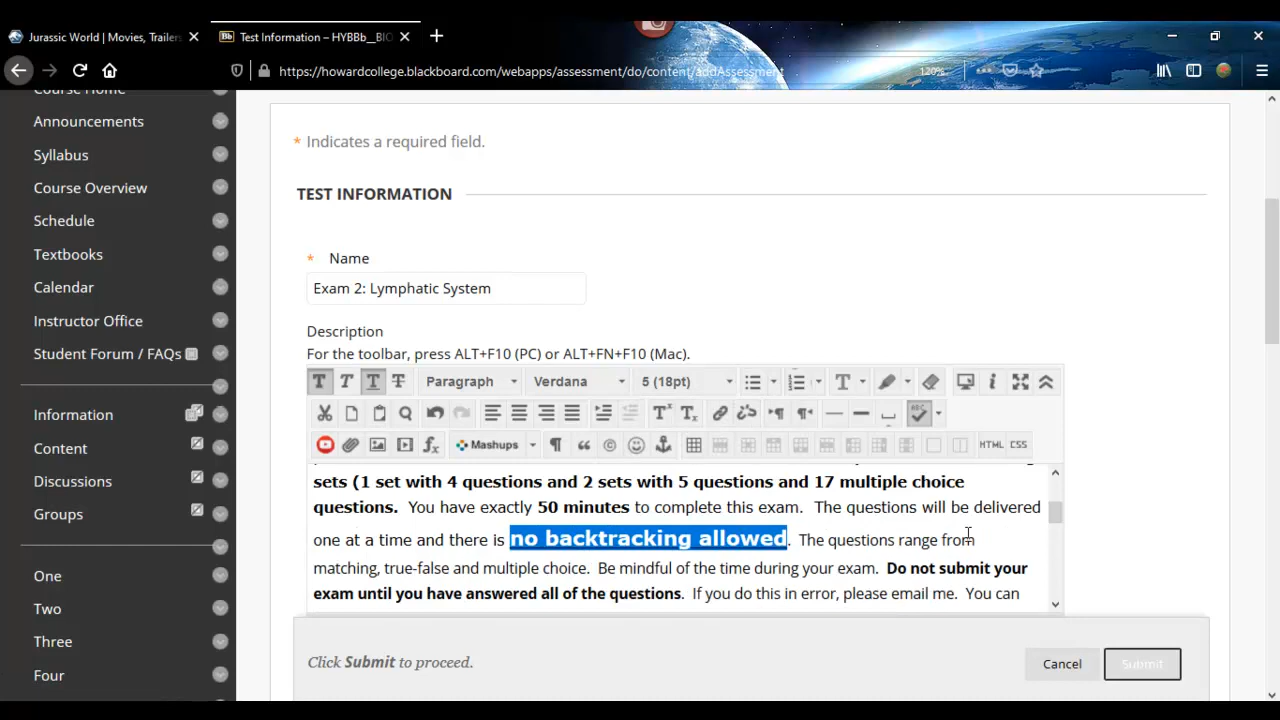 Jurassic World | Movies, Trailers
Bb Test Information – HYBBb__BIO
https://howardcollege.blackboard.com/webapps/assessment/do/content/addAssessment
120%
Course Home
Announcements
Syllabus
Course Overview
Schedule
Textbooks
Calendar
Instructor Office
Student Forum / FAQs
Information
Content
Discussions
Groups
One
Two
Three
Four
* Indicates a required field.
TEST INFORMATION
* Name
Exam 2: Lymphatic System
Description
For the toolbar, press ALT+F10 (PC) or ALT+FN+F10 (Mac).
T T T T Paragraph Verdana 5 (18pt) T
Mashups HTML CSS
sets (1 set with 4 questions and 2 sets with 5 questions and 17 multiple choice
questions. You have exactly 50 minutes to complete this exam. The questions will be delivered
one at a time and there is no backtracking allowed. The questions range from
matching, true-false and multiple choice. Be mindful of the time during your exam. Do not submit your
exam until you have answered all of the questions. If you do this in error, please email me. You can
Click Submit to proceed.
Cancel Submit